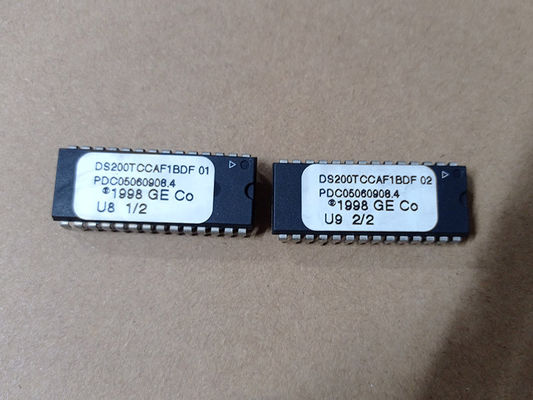 DS200TCCAF1BDF 01
PDC05060908.4
©1998 GE Co
U8 1/2
DS200TCCAF1BDF 02
PDC05060908.4
©1998 GE Co
U9 2/2